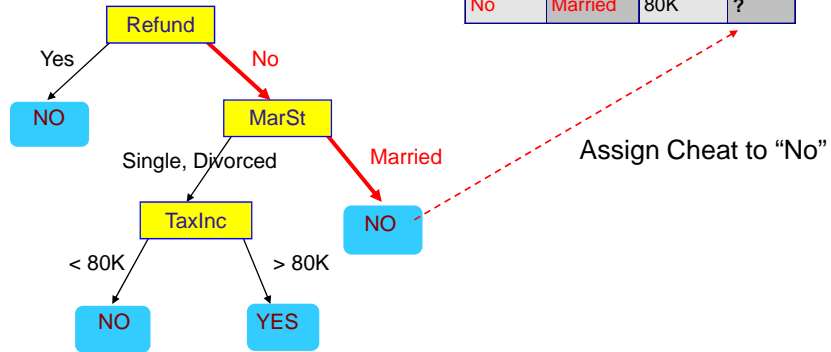 No Married 80K ?
Refund
Yes No
NO MarSt
Single, Divorced Married
Assign Cheat to “No”
TaxInc NO
< 80K > 80K
NO YES